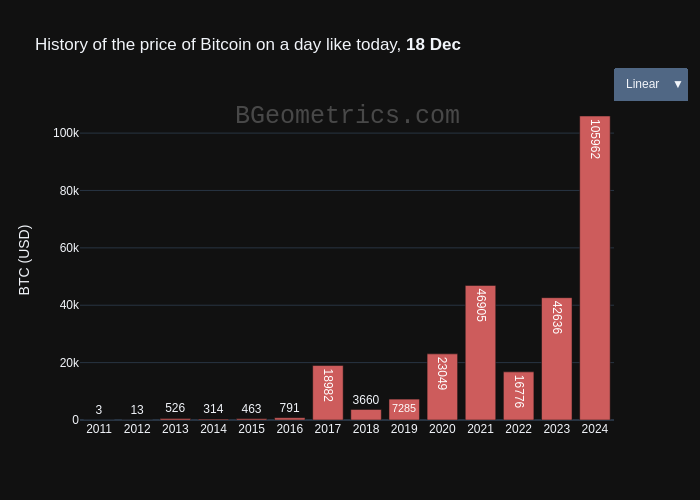 History of the price of Bitcoin on a day like today, 18 Dec
Linear ▼
BGeometrics.com
BTC (USD)
100k
80k
60k
40k
20k
0
3
13
526
314
463
791
18982
3660
7285
23049
46905
16776
42636
105962
2011 2012 2013 2014 2015 2016 2017 2018 2019 2020 2021 2022 2023 2024